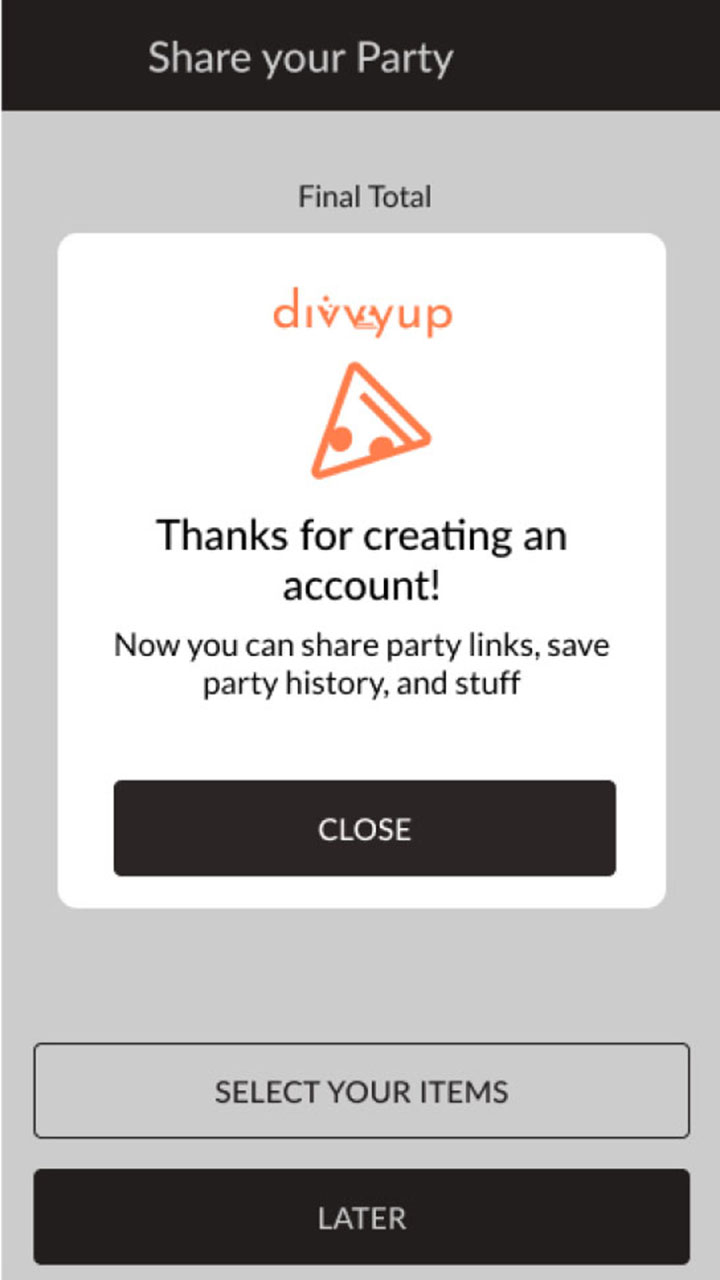 Share your Party
Final Total
divvyup
Thanks for creating an
account!
Now you can share party links, save
party history, and stuff
CLOSE
SELECT YOUR ITEMS
LATER